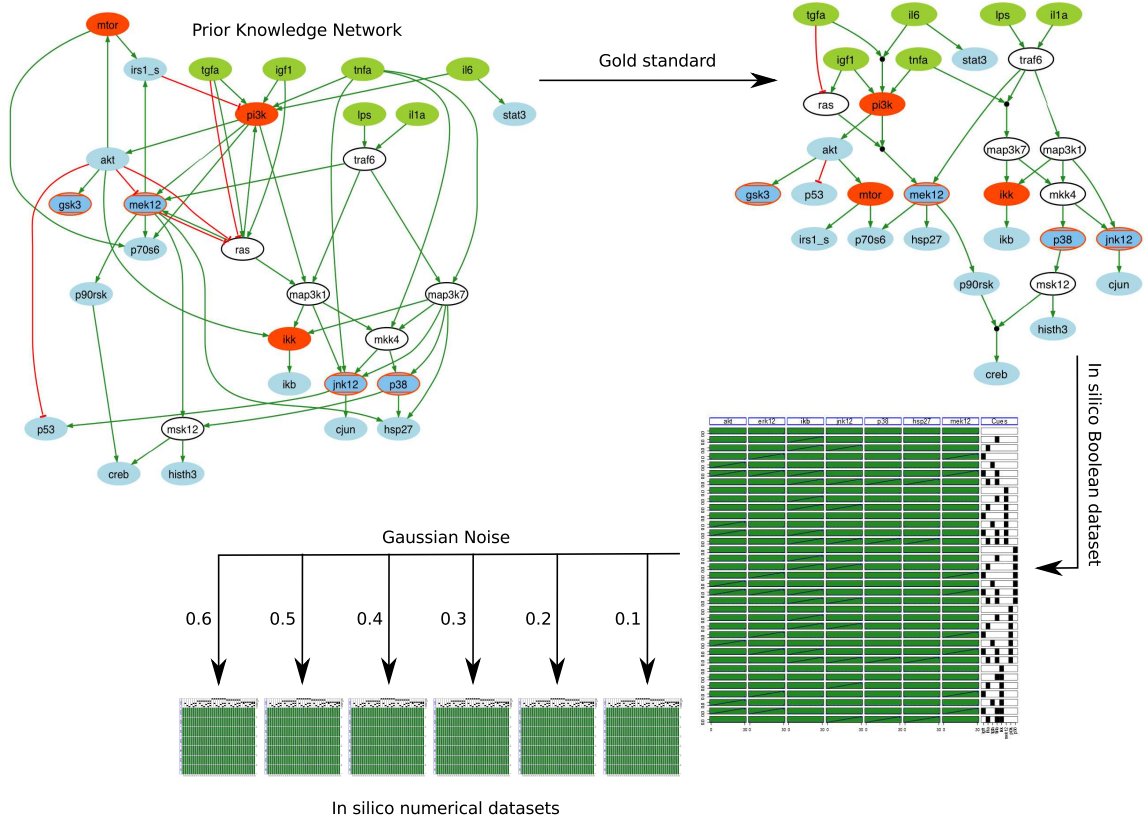 Prior Knowledge Network
mtor
irs1_s
tgfa
igf1
tnfa
il6
pi3k
lps
il1a
stat3
akt
traf6
gsk3
mek12
p70s6
ras
p90rsk
map3k1
map3k7
ikk
mkk4
ikb
jnk12
p38
p53
msk12
cjun
hsp27
creb
histh3
Gold standard
tgfa
il6
lps
il1a
igf1
tnfa
stat3
traf6
ras
pi3k
akt
map3k7
map3k1
gsk3
p53
mtor
mek12
ikk
mkk4
irs1_s
p70s6
hsp27
ikb
p38
jnk12
p90rsk
msk12
cjun
histh3
creb
In silico Boolean dataset
akt erk12 ikb jnk12 p38 hsp27 mek12 Cues
Gaussian Noise
0.6 0.5 0.4 0.3 0.2 0.1
In silico numerical datasets